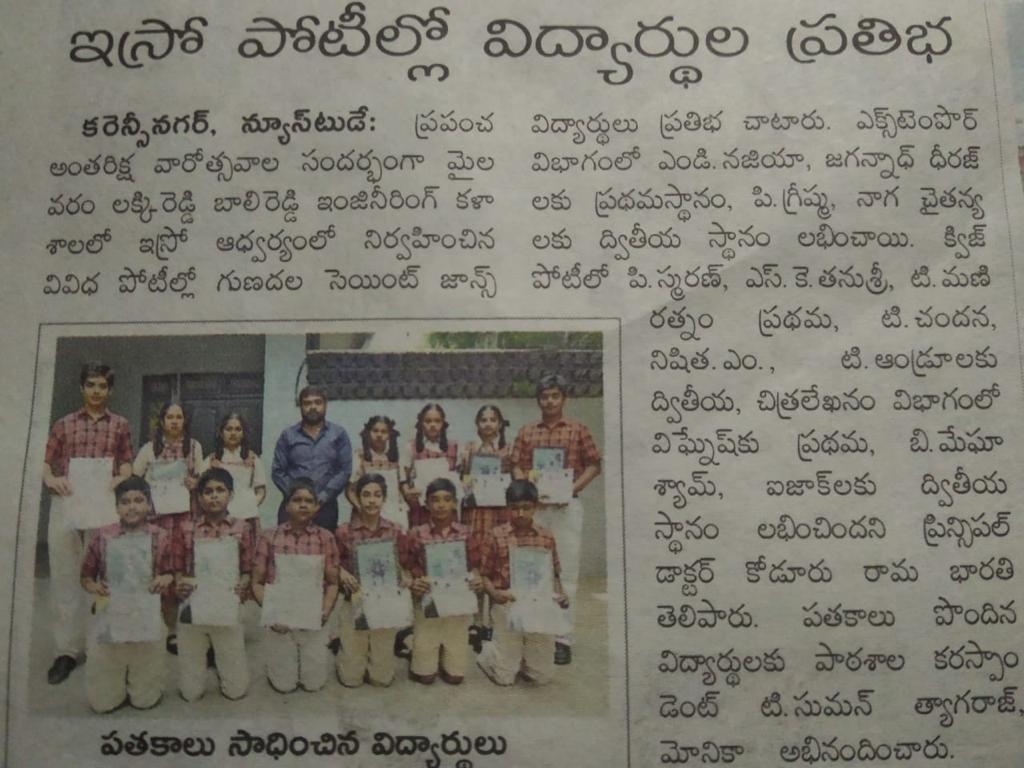 ఇస్రో పోటీల్లో విద్యార్థుల ప్రతిభ
కరెన్సీనగర్, న్యూస్‌టుడే: ప్రపంచ
అంతరిక్ష వారోత్సవాల సందర్భంగా మైల
వరం లక్కిరెడ్డి బాలిరెడ్డి ఇంజినీరింగ్ కళా
శాలలో ఇస్రో ఆధ్వర్యంలో నిర్వహించిన
వివిధ పోటీల్లో గుణదల సెయింట్ జాన్స్
విద్యార్థులు ప్రతిభ చాటారు. ఎక్స్‌టెంపోర్
విభాగంలో ఎండి.నజియా, జగన్నాధ్ ధీరజ్
లకు ప్రథమస్థానం, పి.గ్రీష్మ, నాగ చైతన్య
లకు ద్వితీయ స్థానం లభించాయి. క్విజ్
పోటీలో పి.స్మరణ్, ఎస్.కె.తనుశ్రీ, టి.మణి
రత్నం ప్రథమ, టి.చందన,
నిషిత.ఎం., టి.ఆండ్రూలకు
ద్వితీయ, చిత్రలేఖనం విభాగంలో
విఘ్నేష్‌కు ప్రథమ, బి.మేఘా
శ్యామ్, ఐజాక్‌లకు ద్వితీయ
స్థానం లభించిందని ప్రిన్సిపల్
డాక్టర్ కోడూరు రామ భారతి
తెలిపారు. పతకాలు పొందిన
విద్యార్థులకు పాఠశాల కరస్పాం
డెంట్ టి.సుమన్ త్యాగరాజ్,
మోనికా అభినందించారు.
పతకాలు సాధించిన విద్యార్థులు